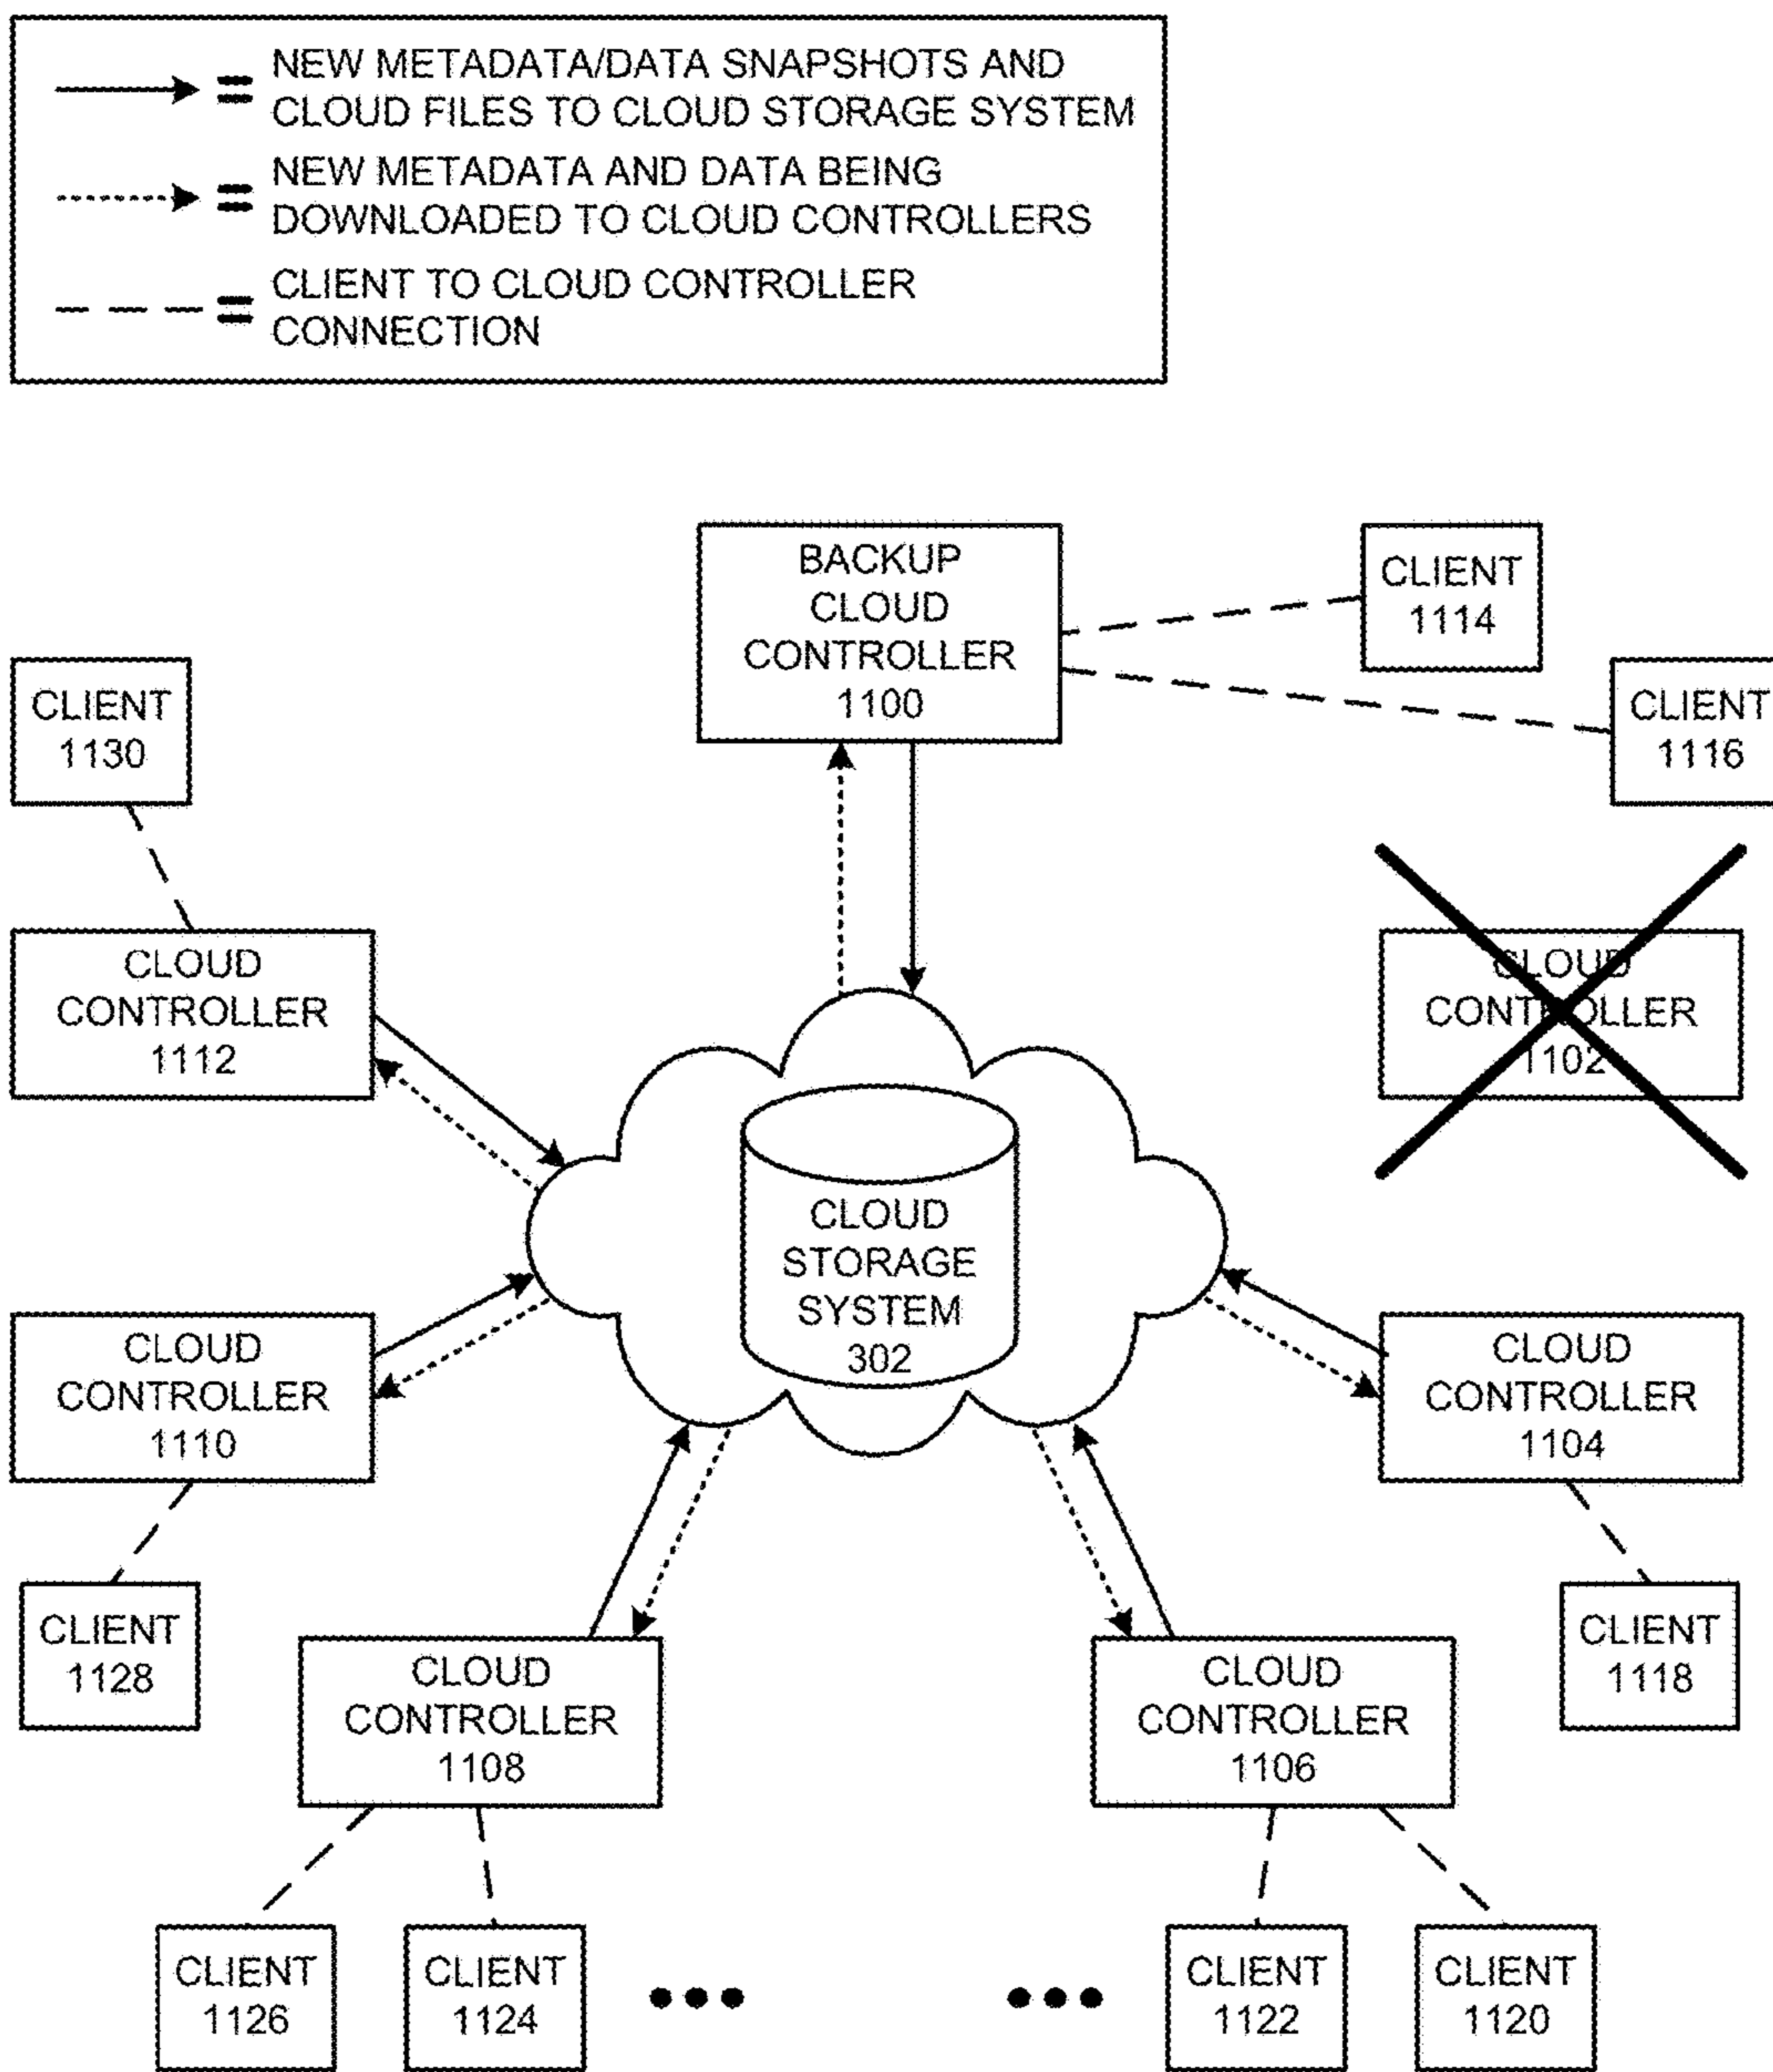 = NEW METADATA/DATA SNAPSHOTS AND
CLOUD FILES TO CLOUD STORAGE SYSTEM
= NEW METADATA AND DATA BEING
DOWNLOADED TO CLOUD CONTROLLERS
= CLIENT TO CLOUD CONTROLLER
CONNECTION
BACKUP
CLOUD
CONTROLLER
1100
CLIENT
1114
CLIENT
1116
CLIENT
1130
CLOUD
CONTROLLER
1112
CLOUD
CONTROLLER
1102
CLOUD
STORAGE
SYSTEM
302
CLOUD
CONTROLLER
1110
CLOUD
CONTROLLER
1104
CLIENT
1128
CLIENT
1118
CLOUD
CONTROLLER
1108
CLOUD
CONTROLLER
1106
CLIENT
1126
CLIENT
1124
•••
•••
CLIENT
1122
CLIENT
1120